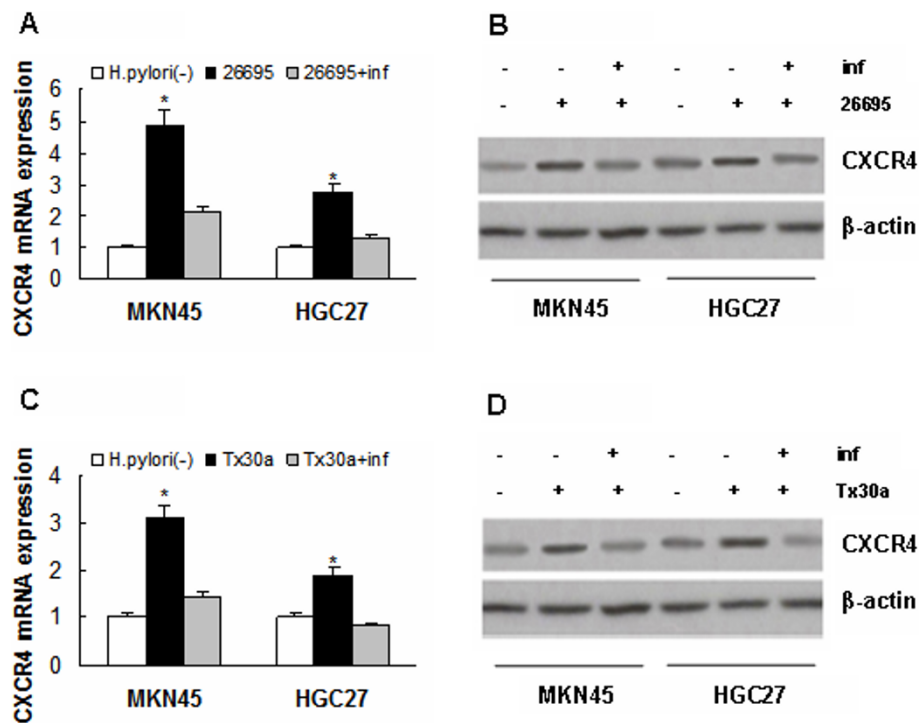 A
H.pylori(-) 26695 26695+inf
CXCR4 mRNA expression
6
5
4
3
2
1
0
*
*
MKN45 HGC27
B
- - + - - + inf
- + + - + + 26695
CXCR4
β-actin
MKN45 HGC27
C
H.pylori(-) Tx30a Tx30a+inf
CXCR4 mRNA expression
4
3
2
1
0
*
*
MKN45 HGC27
D
- - + - - + inf
- + + - + + Tx30a
CXCR4
β-actin
MKN45 HGC27